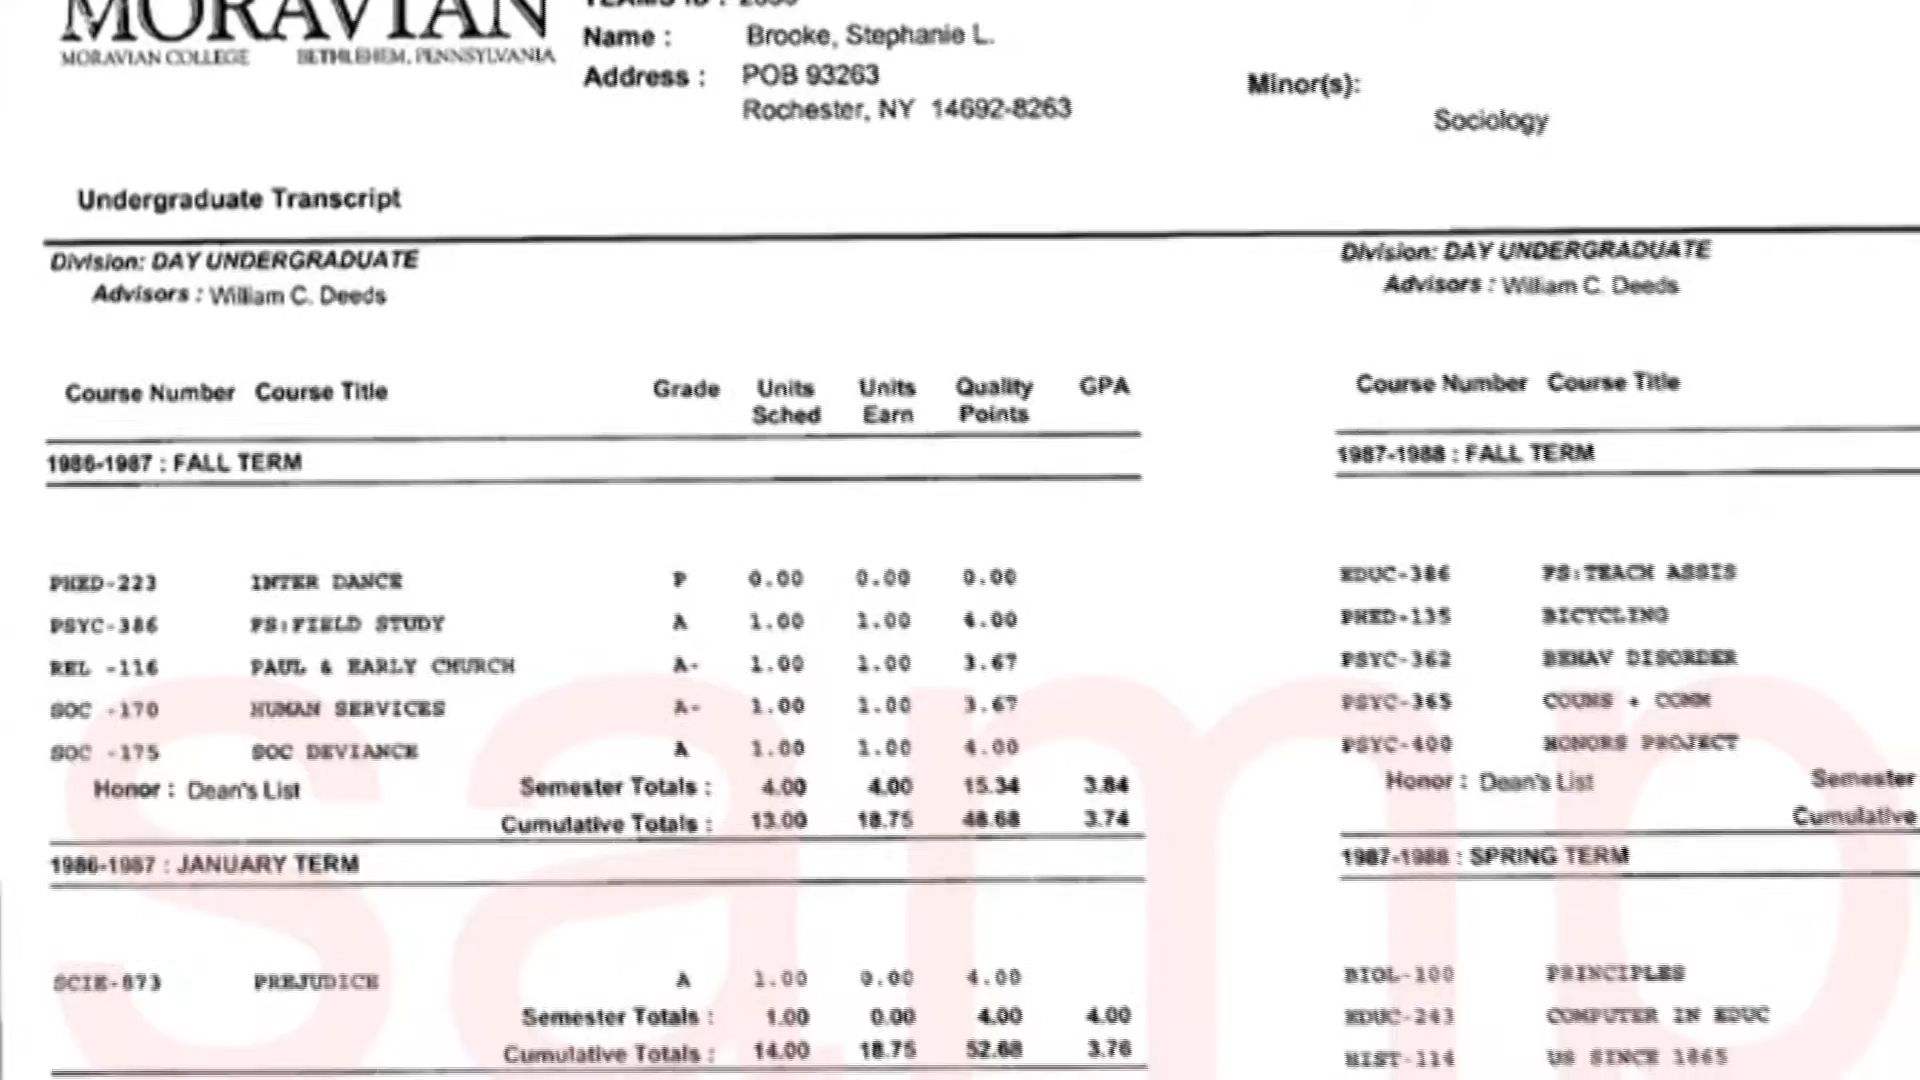 MORAVIAN
MORAVIAN COLLEGE BETHLEHEM, PENNSYLVANIA
Name : Brooke, Stephanie L.
Address : POB 93263
Rochester, NY 14692-8263
Minor(s):
Sociology
Undergraduate Transcript
Division: DAY UNDERGRADUATE
Advisors : William C. Deeds
Course Number Course Title Grade Units Sched Units Earn Quality Points GPA
1986-1987 : FALL TERM
PHED-223 INTER DANCE P 0.00 0.00 0.00
PSYC-386 FS:FIELD STUDY A 1.00 1.00 4.00
REL -116 PAUL & EARLY CHURCH A- 1.00 1.00 3.67
SOC -170 HUMAN SERVICES A- 1.00 1.00 3.67
SOC -175 SOC DEVIANCE A 1.00 1.00 4.00
Honor : Dean's List Semester Totals : 4.00 4.00 15.34 3.84
Cumulative Totals : 13.00 18.75 48.68 3.74
1986-1987 : JANUARY TERM
SCIE-873 PREJUDICE A 1.00 0.00 4.00
Semester Totals : 1.00 0.00 4.00 4.00
Cumulative Totals : 14.00 18.75 52.68 3.76
Division: DAY UNDERGRADUATE
Advisors : William C. Deeds
Course Number Course Title
1987-1988 : FALL TERM
EDUC-386 FS:TEACH ASSIS
PHED-135 BICYCLING
PSYC-362 BEHAV DISORDER
PSYC-365 COUNS + COMM
PSYC-400 HONORS PROJECT
Honor : Dean's List Semester
Cumulative
1987-1988 : SPRING TERM
BIOL-100 PRINCIPLES
EDUC-243 COMPUTER IN EDUC
HIST-114 US SINCE 1865
samp